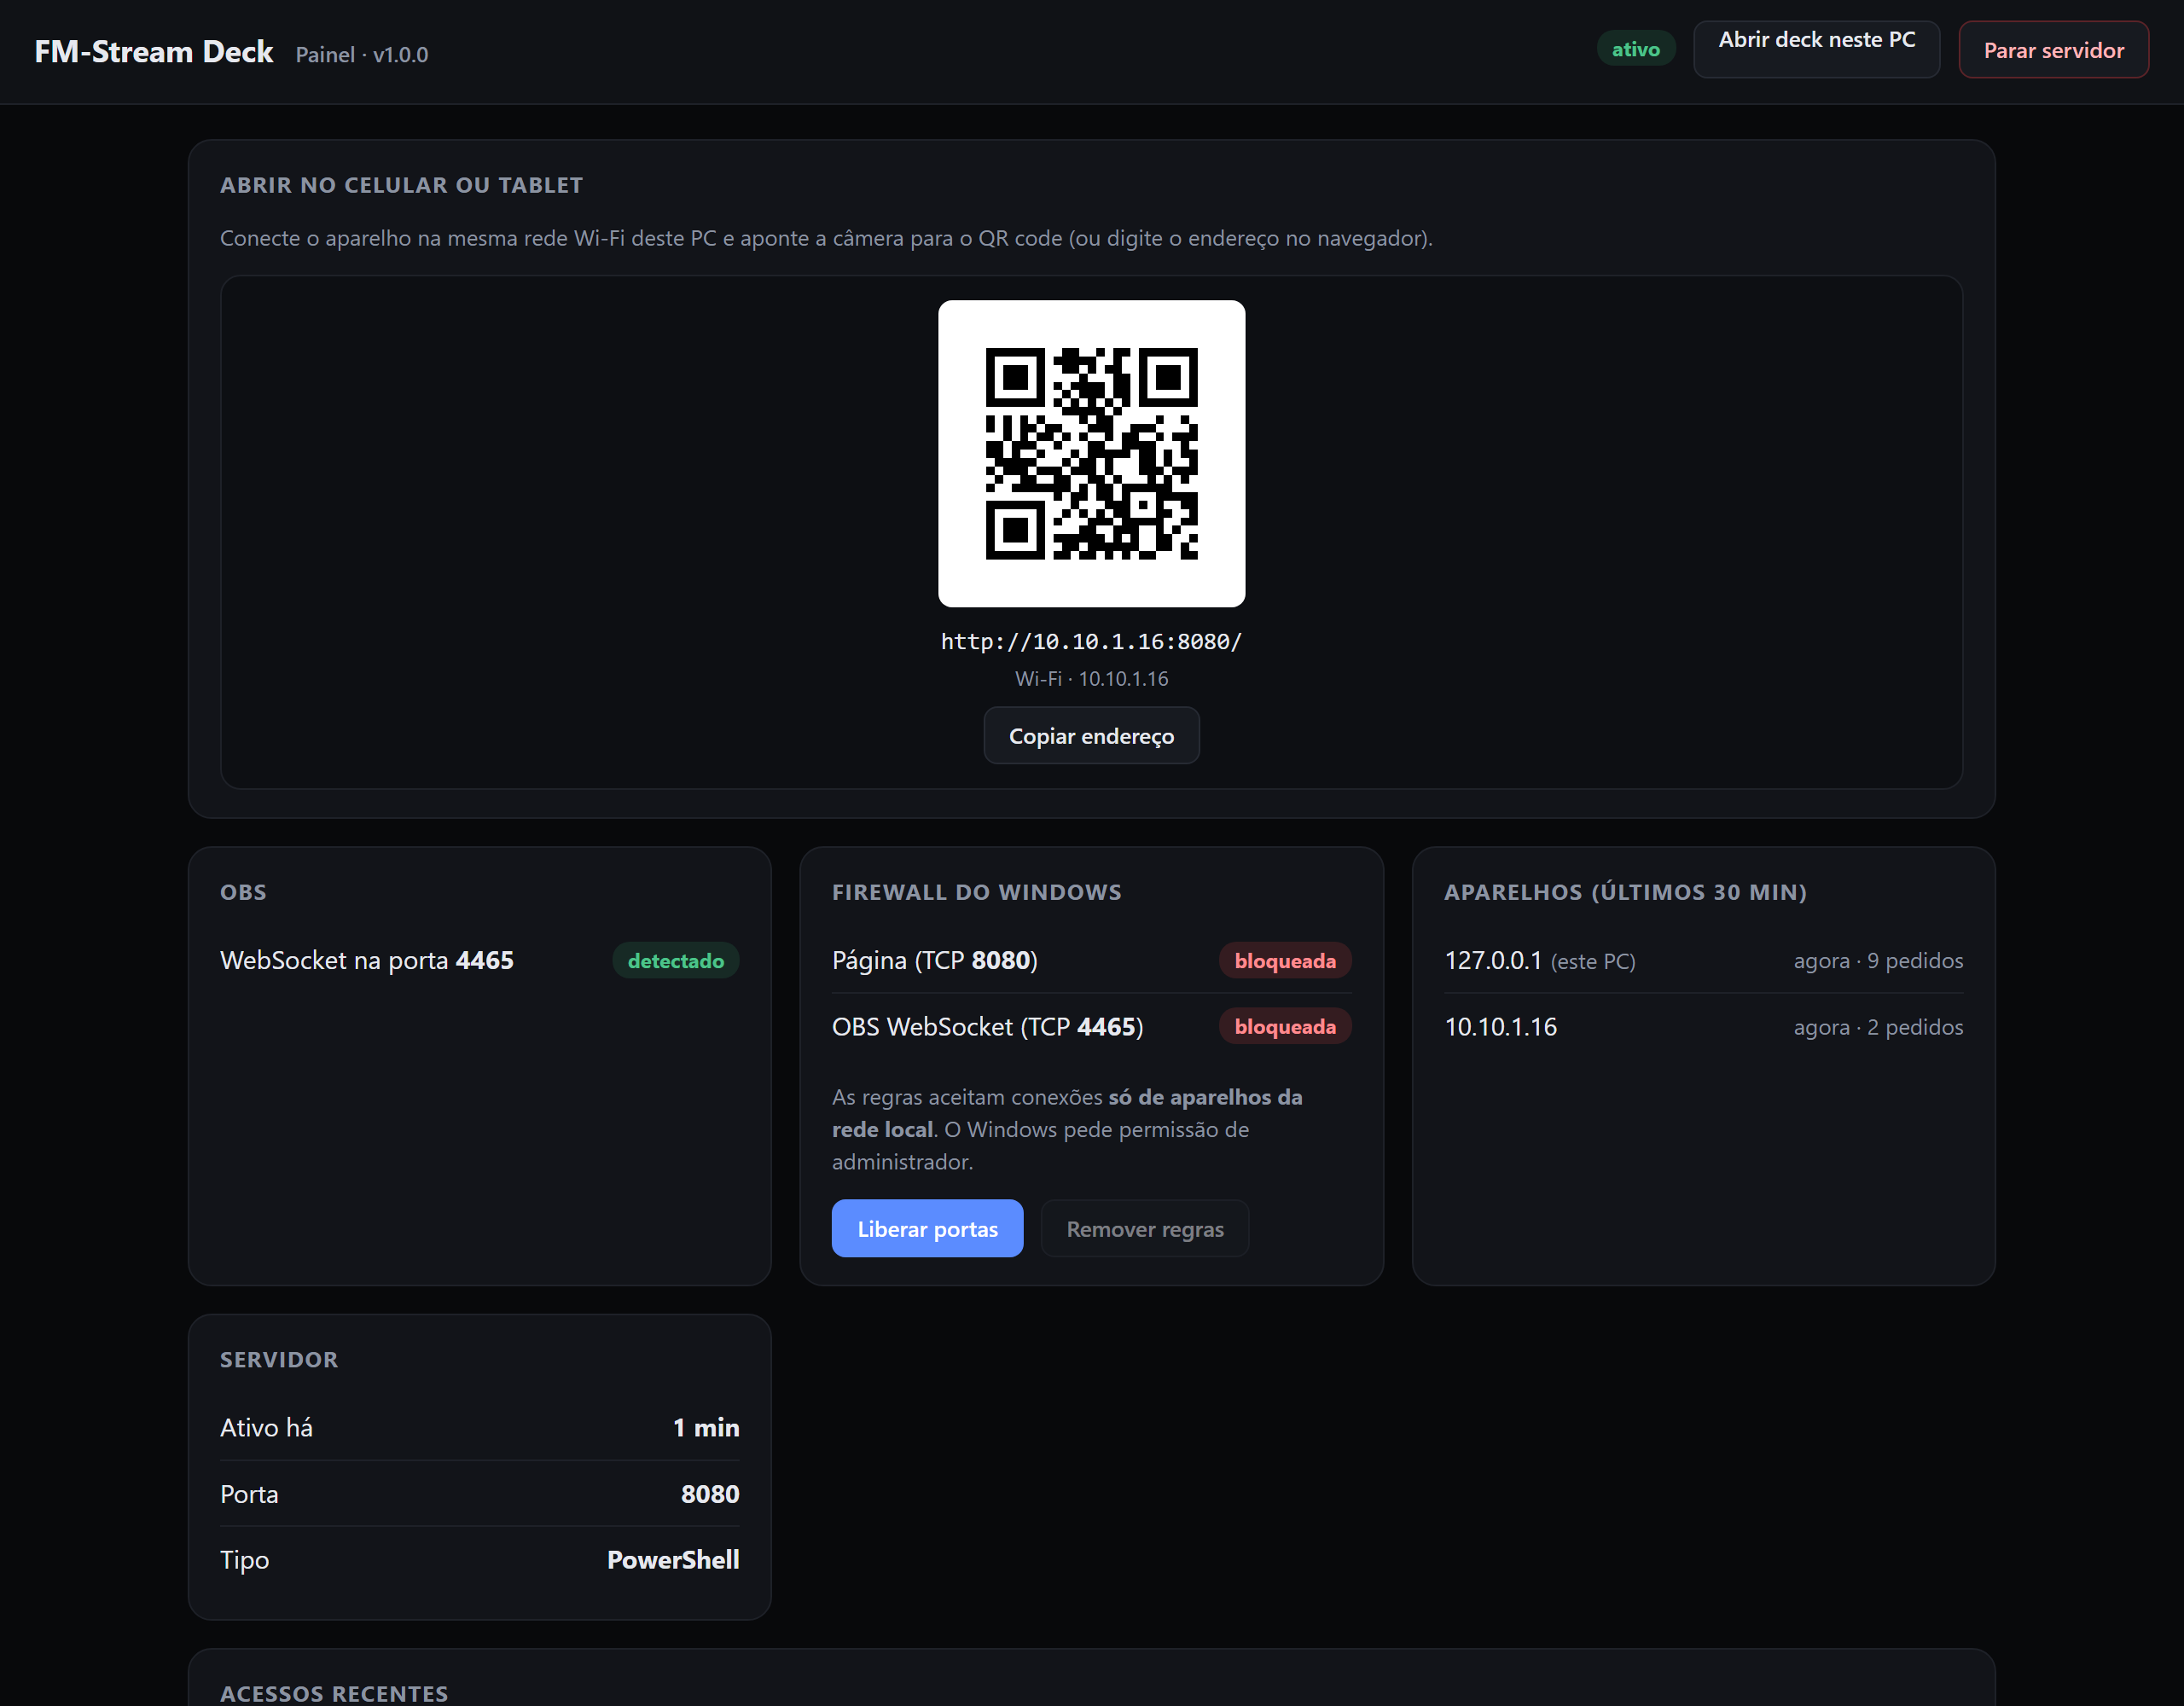 FM-Stream Deck Painel · v1.0.0
ativo
Abrir deck neste PC
Parar servidor
ABRIR NO CELULAR OU TABLET
Conecte o aparelho na mesma rede Wi-Fi deste PC e aponte a câmera para o QR code (ou digite o endereço no navegador).
http://10.10.1.16:8080/
Wi-Fi · 10.10.1.16
Copiar endereço
OBS
WebSocket na porta 4465 detectado
FIREWALL DO WINDOWS
Página (TCP 8080) bloqueada
OBS WebSocket (TCP 4465) bloqueada
As regras aceitam conexões só de aparelhos da
rede local. O Windows pede permissão de
administrador.
Liberar portas
Remover regras
APARELHOS (ÚLTIMOS 30 MIN)
127.0.0.1 (este PC) agora · 9 pedidos
10.10.1.16 agora · 2 pedidos
SERVIDOR
Ativo há 1 min
Porta 8080
Tipo PowerShell
ACESSOS RECENTES